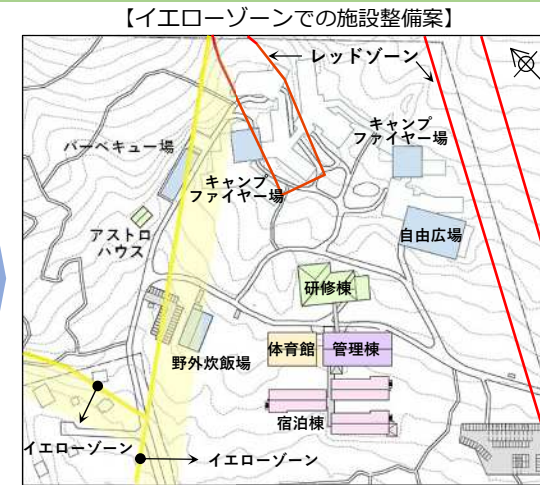 【イエローゾーンでの施設整備案】
レッドゾーン
バーベキュー場
キャンプ
ファイヤー場
キャンプ
ファイヤー場
アストロ
ハウス
自由広場
研修棟
体育館
管理棟
野外炊飯場
宿泊棟
イエローゾーン
イエローゾーン